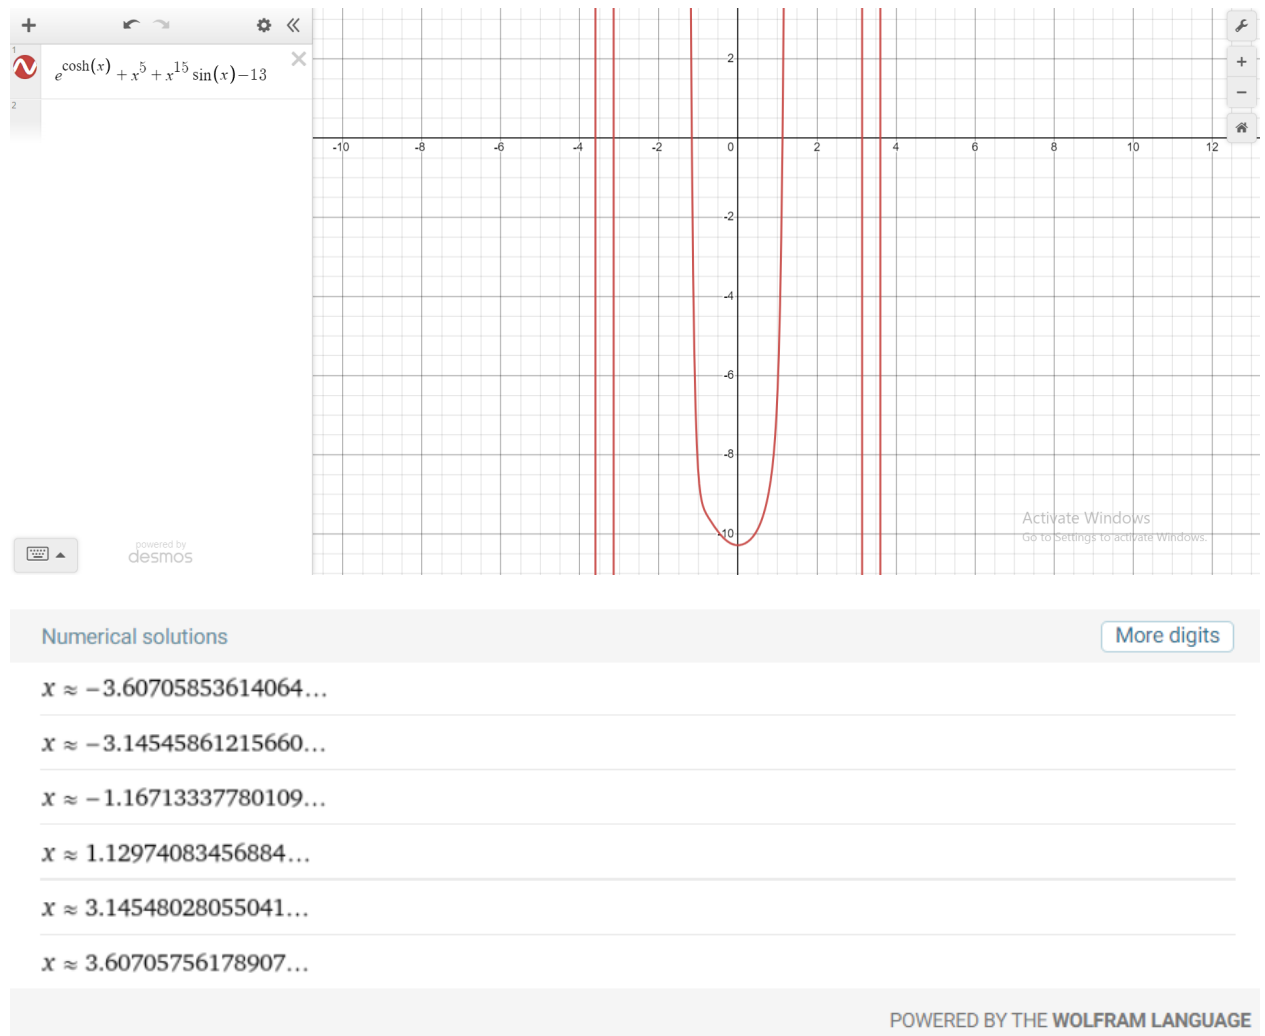 1
e^cosh(x) + x^5 + x^15 sin(x) − 13
2
2
-10 -8 -6 -4 -2 0 2 4 6 8 10 12
-2
-4
-6
-8
-10
Activate Windows
Go to Settings to activate Windows.
powered by
desmos
Numerical solutions More digits
x ≈ −3.60705853614064...
x ≈ −3.14545861215660...
x ≈ −1.16713337780109...
x ≈ 1.12974083456884...
x ≈ 3.14548028055041...
x ≈ 3.60705756178907...
POWERED BY THE WOLFRAM LANGUAGE